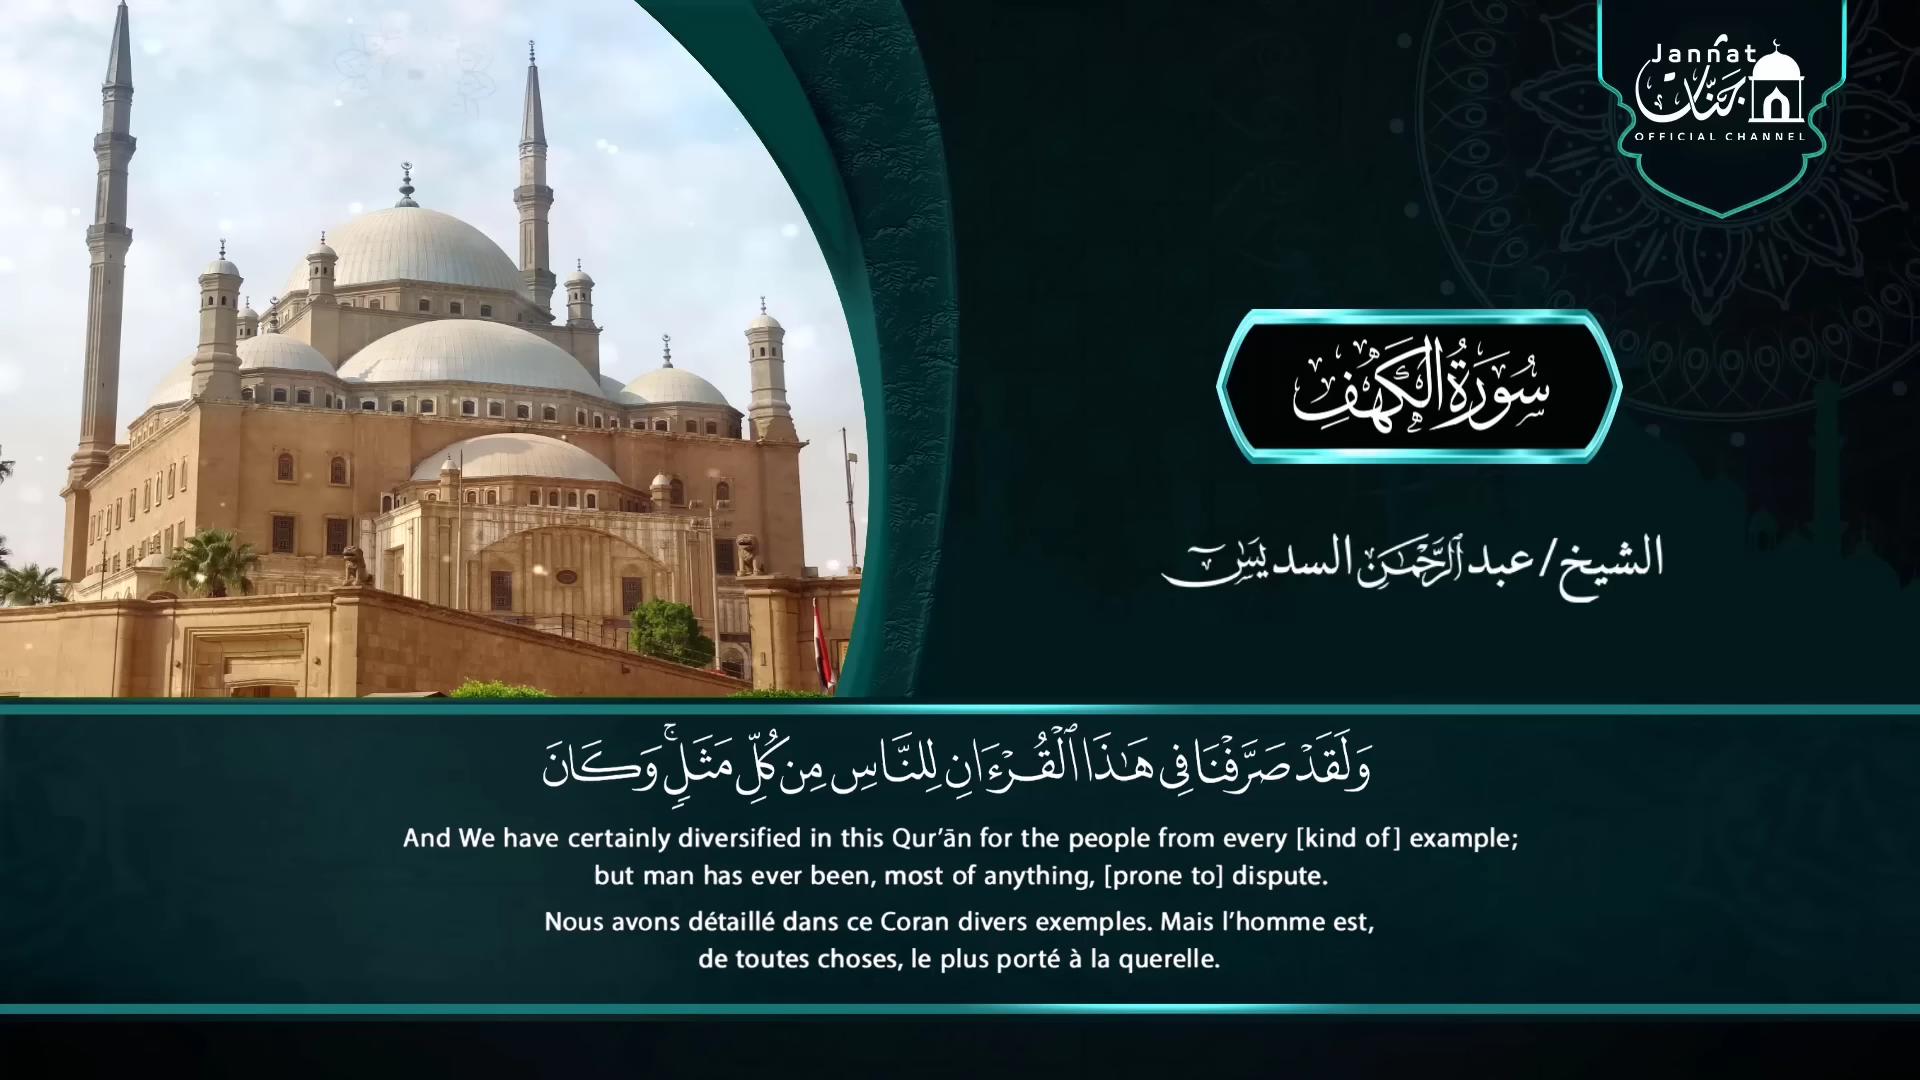 Jannat
جنات
OFFICIAL CHANNEL
سُورَةُ الكَهْفِ
الشيخ/عبد الرَّحْمَٰن السديس
وَلَقَدْ صَرَّفْنَا فِى هَـٰذَا ٱلْقُرْءَانِ لِلنَّاسِ مِن كُلِّ مَثَلٍۢ ۚ وَكَانَ
And We have certainly diversified in this Qur’ān for the people from every [kind of] example;
but man has ever been, most of anything, [prone to] dispute.
Nous avons détaillé dans ce Coran divers exemples. Mais l’homme est,
de toutes choses, le plus porté à la querelle.